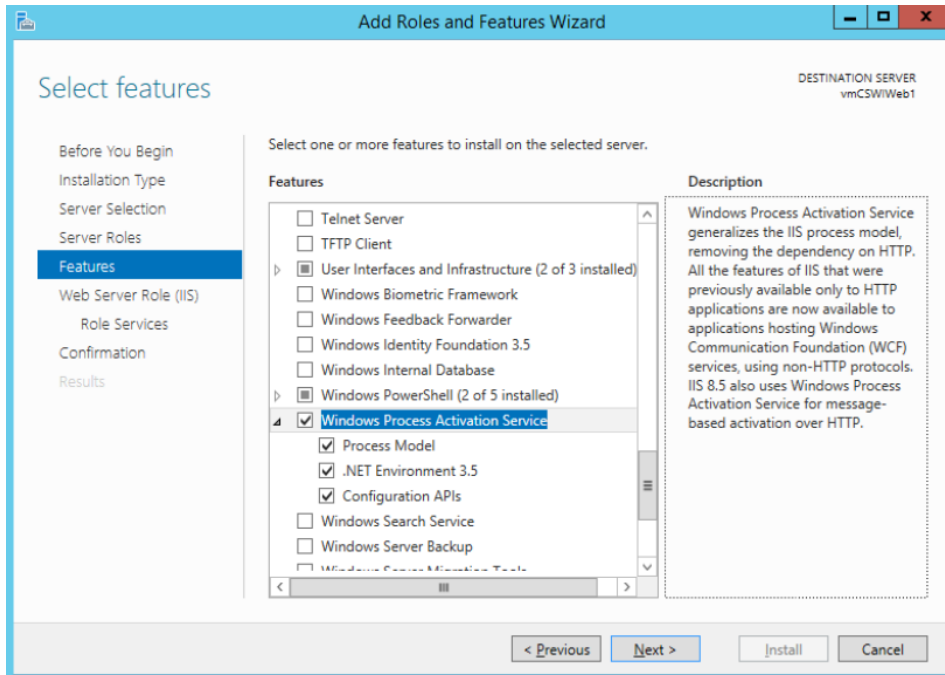 Add Roles and Features Wizard
Select features
DESTINATION SERVER
vmCSWIWeb1
Before You Begin
Installation Type
Server Selection
Server Roles
Features
Web Server Role (IIS)
Role Services
Confirmation
Results
Select one or more features to install on the selected server.
Features
Telnet Server
TFTP Client
User Interfaces and Infrastructure (2 of 3 installed)
Windows Biometric Framework
Windows Feedback Forwarder
Windows Identity Foundation 3.5
Windows Internal Database
Windows PowerShell (2 of 5 installed)
Windows Process Activation Service
Process Model
.NET Environment 3.5
Configuration APIs
Windows Search Service
Windows Server Backup
Windows Server Migration Tools
Description
Windows Process Activation Service
generalizes the IIS process model,
removing the dependency on HTTP.
All the features of IIS that were
previously available only to HTTP
applications are now available to
applications hosting Windows
Communication Foundation (WCF)
services, using non-HTTP protocols.
IIS 8.5 also uses Windows Process
Activation Service for message-
based activation over HTTP.
< Previous
Next >
Install
Cancel